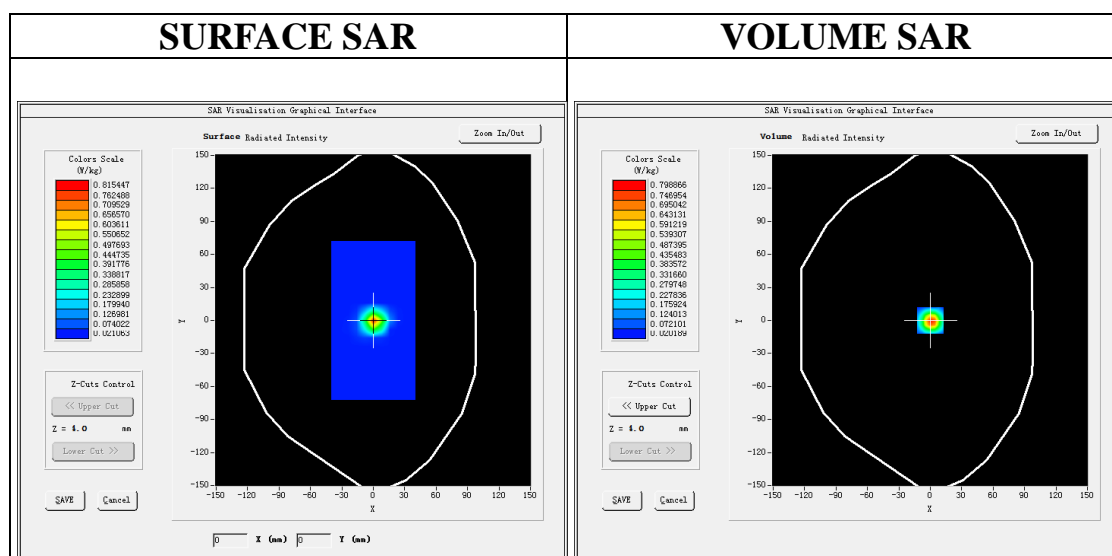 SURFACE SAR
VOLUME SAR
SAR Visualisation Graphical Interface
Surface Radiated Intensity
Zoom In/Out
Colors Scale
(W/kg)
0.815447
0.762488
0.709529
0.656570
0.603611
0.550652
0.497693
0.444735
0.391776
0.338817
0.285858
0.232899
0.179940
0.126981
0.074022
0.021063
150
120
90
60
30
0
-30
-60
-90
-120
-150
Y
-150 -120 -90 -60 -30 0 30 60 90 120 150
X
Z-Cuts Control
<< Upper Cut
Z = 4.0 mm
Lower Cut >>
SAVE Cancel
0 X (mm) 0 Y (mm)
SAR Visualisation Graphical Interface
Volume Radiated Intensity
Zoom In/Out
Colors Scale
(W/kg)
0.798866
0.746954
0.695042
0.643131
0.591219
0.539307
0.487395
0.435483
0.383572
0.331660
0.279748
0.227836
0.175924
0.124013
0.072101
0.020189
150
120
90
60
30
0
-30
-60
-90
-120
-150
Y
-150 -120 -90 -60 -30 0 30 60 90 120 150
X
Z-Cuts Control
<< Upper Cut
Z = 4.0 mm
Lower Cut >>
SAVE Cancel